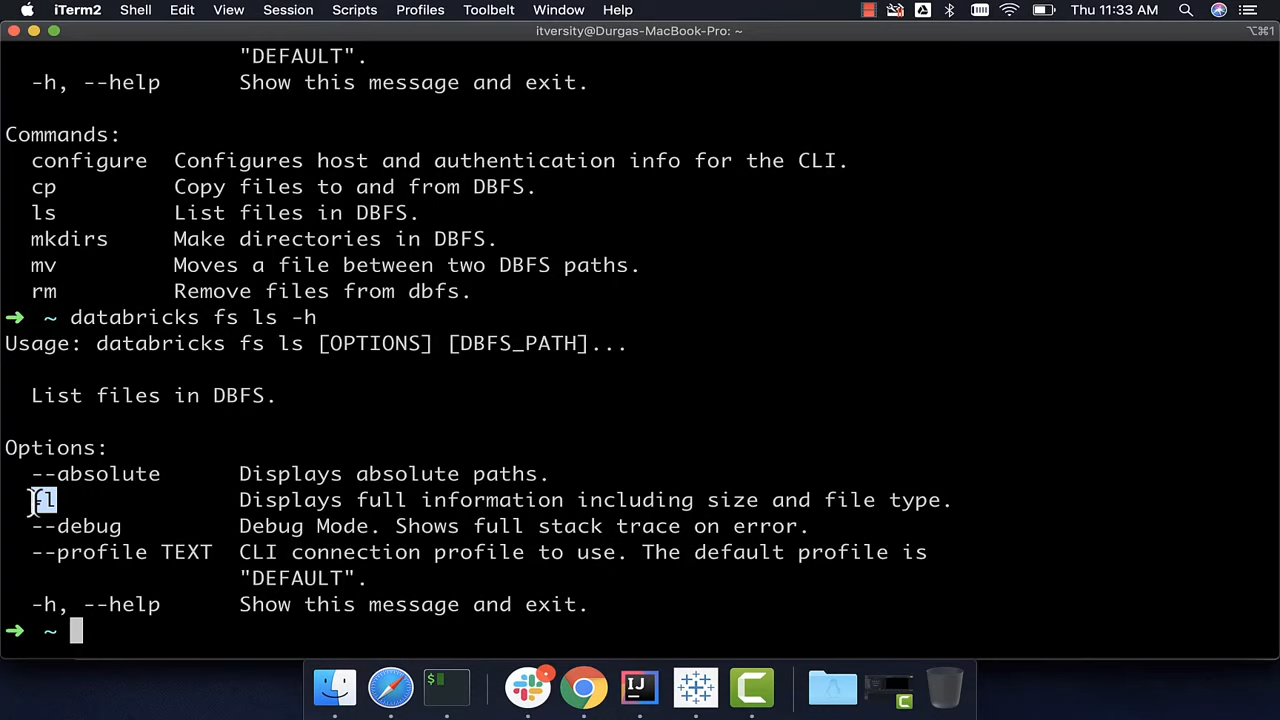 iTerm2 Shell Edit View Session Scripts Profiles Toolbelt Window Help Thu 11:33 AM
itversity@Durgas-MacBook-Pro: ~ ⌥⌘1
"DEFAULT".
-h, --help Show this message and exit.
Commands:
configure Configures host and authentication info for the CLI.
cp Copy files to and from DBFS.
ls List files in DBFS.
mkdirs Make directories in DBFS.
mv Moves a file between two DBFS paths.
rm Remove files from dbfs.
➜ ~ databricks fs ls -h
Usage: databricks fs ls [OPTIONS] [DBFS_PATH]...
List files in DBFS.
Options:
--absolute Displays absolute paths.
-l Displays full information including size and file type.
--debug Debug Mode. Shows full stack trace on error.
--profile TEXT CLI connection profile to use. The default profile is
"DEFAULT".
-h, --help Show this message and exit.
➜ ~
$
IJ
C